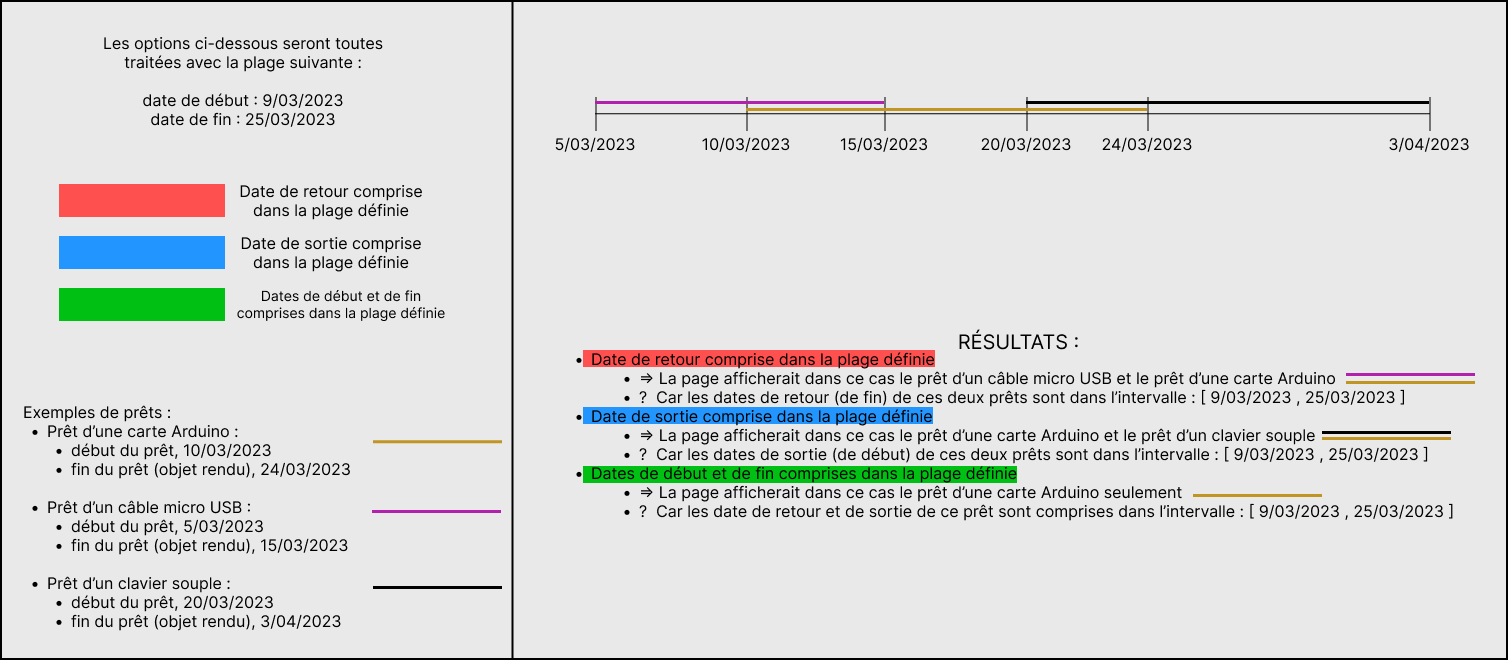 Les options ci-dessous seront toutes
traitées avec la plage suivante :
date de début : 9/03/2023
date de fin : 25/03/2023
Date de retour comprise
dans la plage définie
Date de sortie comprise
dans la plage définie
Dates de début et de fin
comprises dans la plage définie
Exemples de prêts :
• Prêt d’une carte Arduino :
• début du prêt, 10/03/2023
• fin du prêt (objet rendu), 24/03/2023
• Prêt d’un câble micro USB :
• début du prêt, 5/03/2023
• fin du prêt (objet rendu), 15/03/2023
• Prêt d’un clavier souple :
• début du prêt, 20/03/2023
• fin du prêt (objet rendu), 3/04/2023
5/03/2023 10/03/2023 15/03/2023 20/03/2023 24/03/2023 3/04/2023
RÉSULTATS :
• Date de retour comprise dans la plage définie
• => La page afficherait dans ce cas le prêt d’un câble micro USB et le prêt d’une carte Arduino
• ? Car les dates de retour (de fin) de ces deux prêts sont dans l’intervalle : [ 9/03/2023 , 25/03/2023 ]
• Date de sortie comprise dans la plage définie
• => La page afficherait dans ce cas le prêt d’une carte Arduino et le prêt d’un clavier souple
• ? Car les dates de sortie (de début) de ces deux prêts sont dans l’intervalle : [ 9/03/2023 , 25/03/2023 ]
• Dates de début et de fin comprises dans la plage définie
• => La page afficherait dans ce cas le prêt d’une carte Arduino seulement
• ? Car les date de retour et de sortie de ce prêt sont comprises dans l’intervalle : [ 9/03/2023 , 25/03/2023 ]